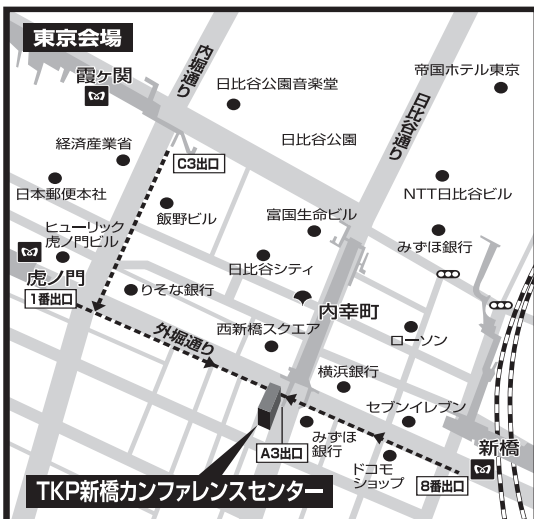 東京会場
霞ヶ関
内堀通り
日比谷公園音楽堂
帝国ホテル東京
日比谷通り
日比谷公園
経済産業省
C3出口
日本郵便本社
飯野ビル
NTT日比谷ビル
富国生命ビル
みずほ銀行
ヒューリック
虎ノ門ビル
虎ノ門
1番出口
日比谷シティ
りそな銀行
内幸町
外堀通り
西新橋スクエア
ローソン
横浜銀行
セブンイレブン
みずほ
銀行
A3出口
新橋
ドコモ
ショップ
8番出口
TKP新橋カンファレンスセンター